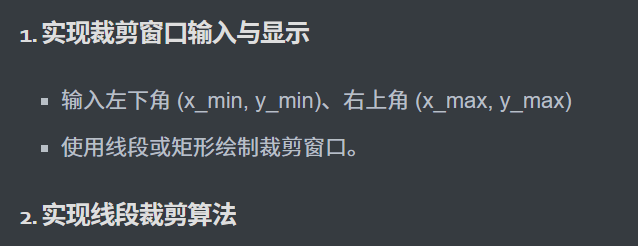 1. 实现裁剪窗口输入与显示
▪ 输入左下角 (x_min, y_min)、右上角 (x_max, y_max)
▪ 使用线段或矩形绘制裁剪窗口。
2. 实现线段裁剪算法